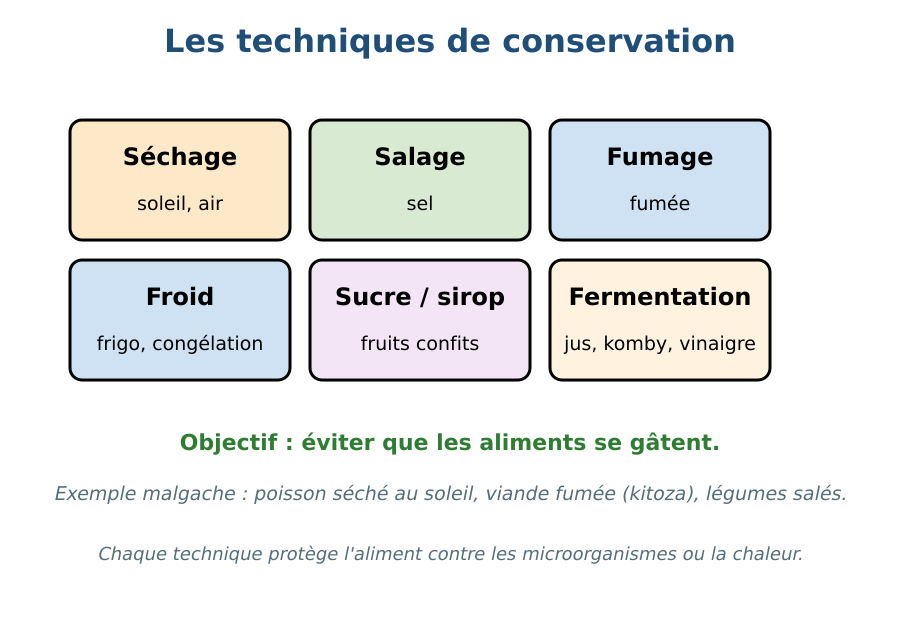 Les techniques de conservation
Séchage
soleil, air
Salage
sel
Fumage
fumée
Froid
frigo, congélation
Sucre / sirop
fruits confits
Fermentation
jus, komby, vinaigre
Objectif : éviter que les aliments se gâtent.
Exemple malgache : poisson séché au soleil, viande fumée (kitoza), légumes salés.
Chaque technique protège l'aliment contre les microorganismes ou la chaleur.